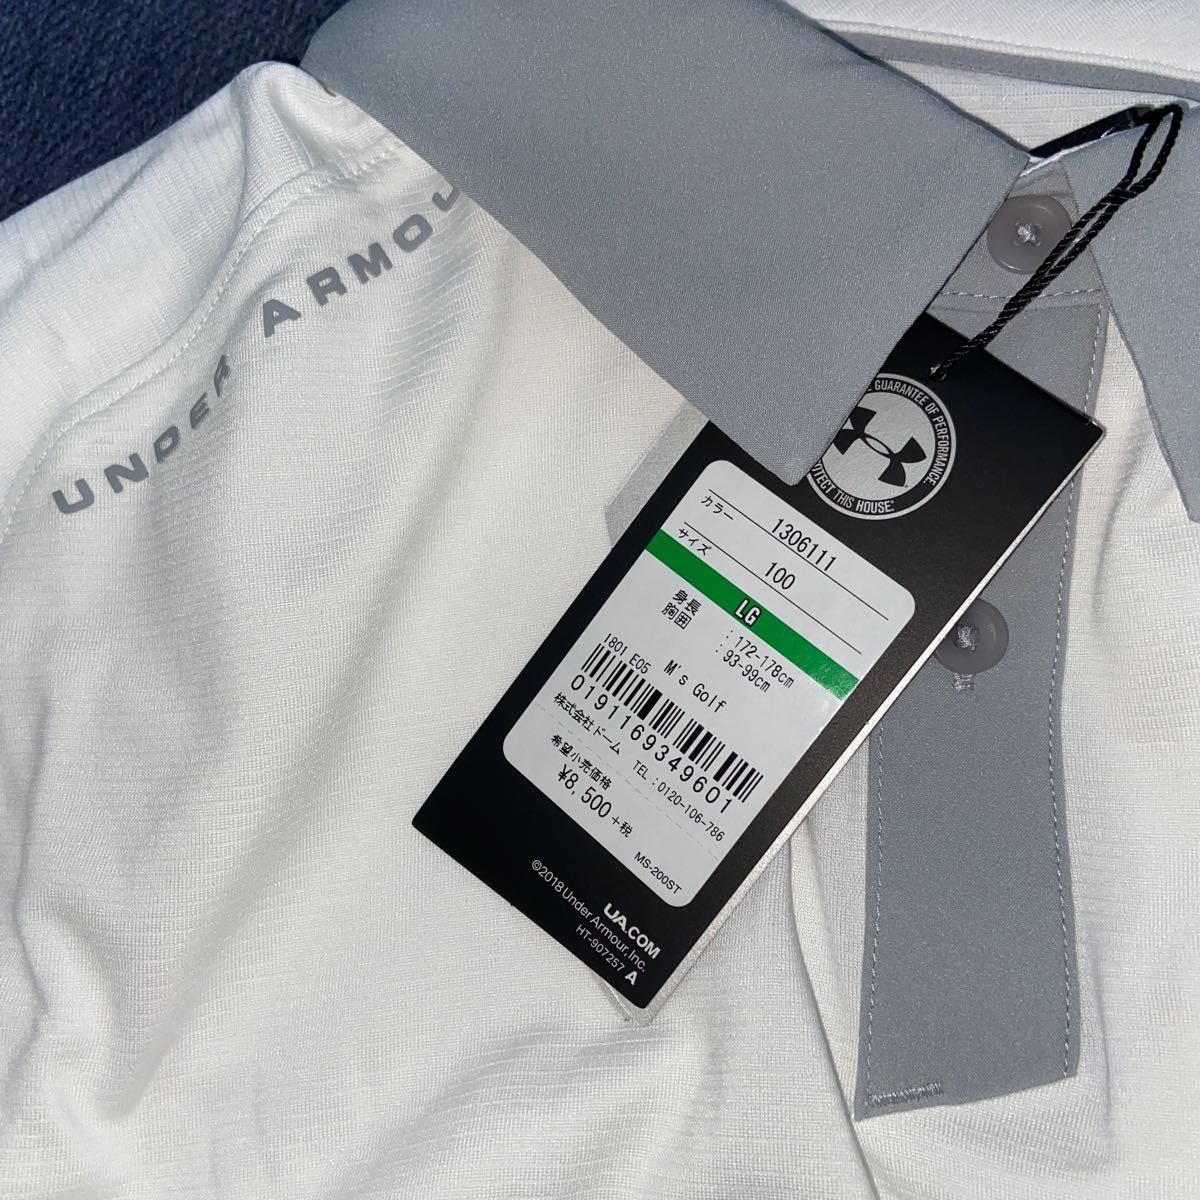 UNDER ARMOU
GUARANTEE OF PERFORMANCE
PROTECT THIS HOUSE.
1306111
カラー 100
サイズ LG
身長 : 172-178cm
胸囲 : 93-99cm
I801 E05 M's Golf
0191169349601
株式会社ドーム TEL:0120-106-786
希望小売価格
¥8,500+税
MS-200ST
UA.COM
©2018 Under Armour, Inc.
HT-907257 A